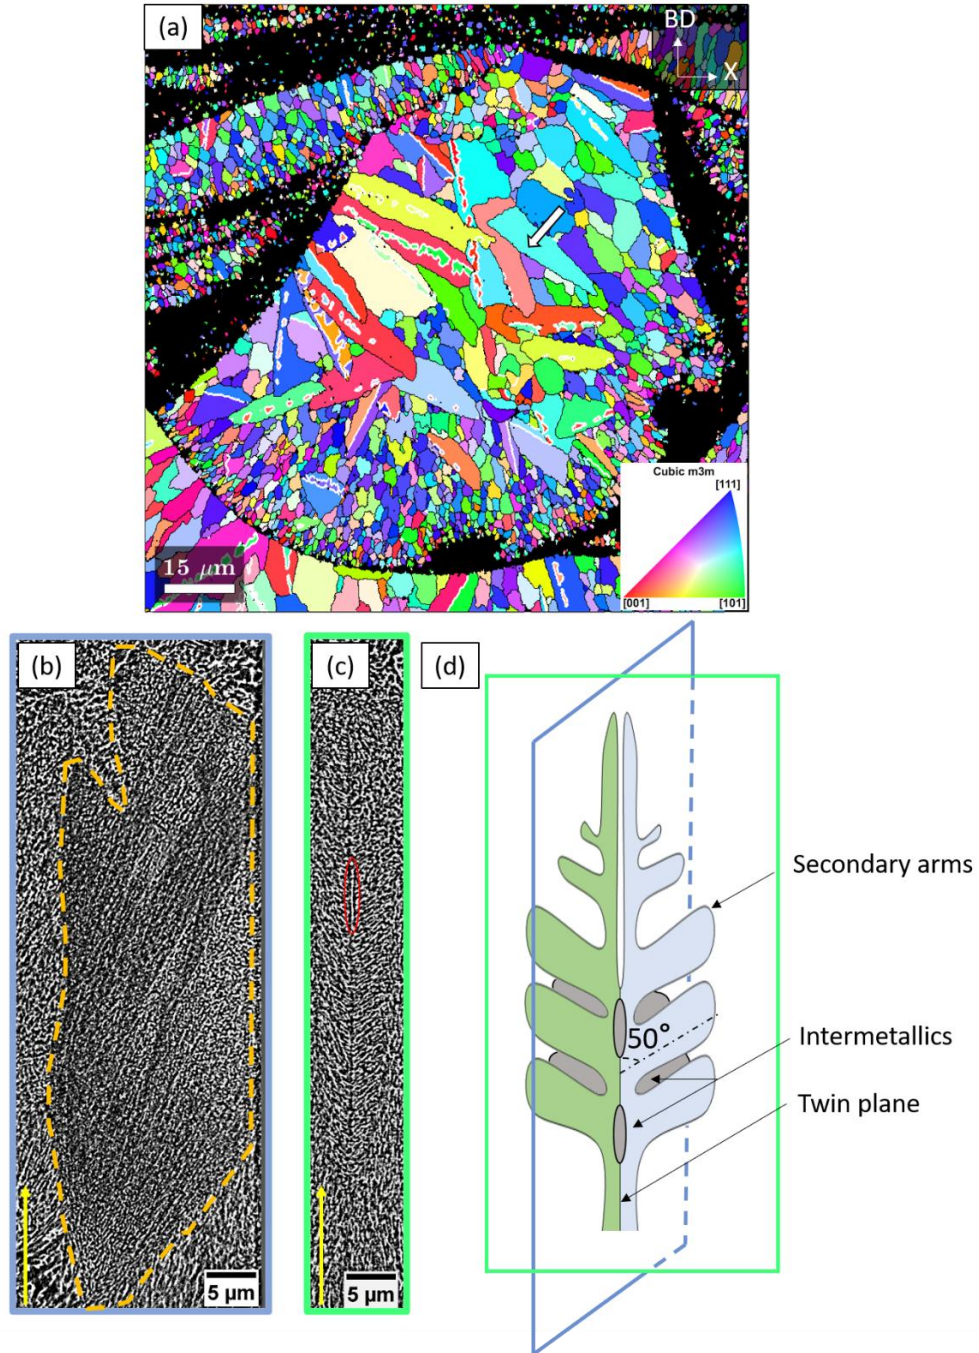 (a)
BD
X
Cubic m3m
[111]
[001]
[101]
15 μm
(b)
(c)
(d)
Secondary arms
50°
Intermetallics
Twin plane
5 μm
5 μm